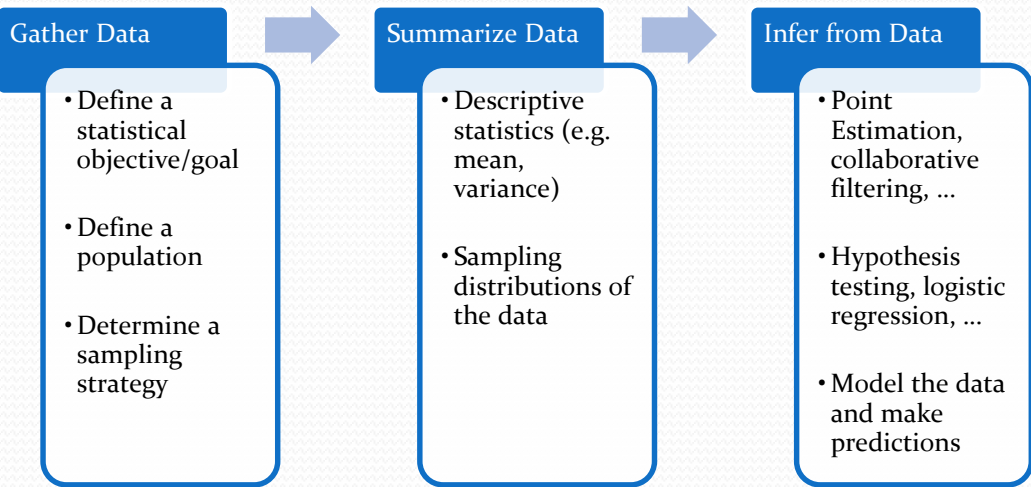 Gather Data
• Define a
statistical
objective/goal
• Define a
population
• Determine a
sampling
strategy
Summarize Data
• Descriptive
statistics (e.g.
mean,
variance)
• Sampling
distributions of
the data
Infer from Data
• Point
Estimation,
collaborative
filtering, ...
• Hypothesis
testing, logistic
regression, ...
• Model the data
and make
predictions